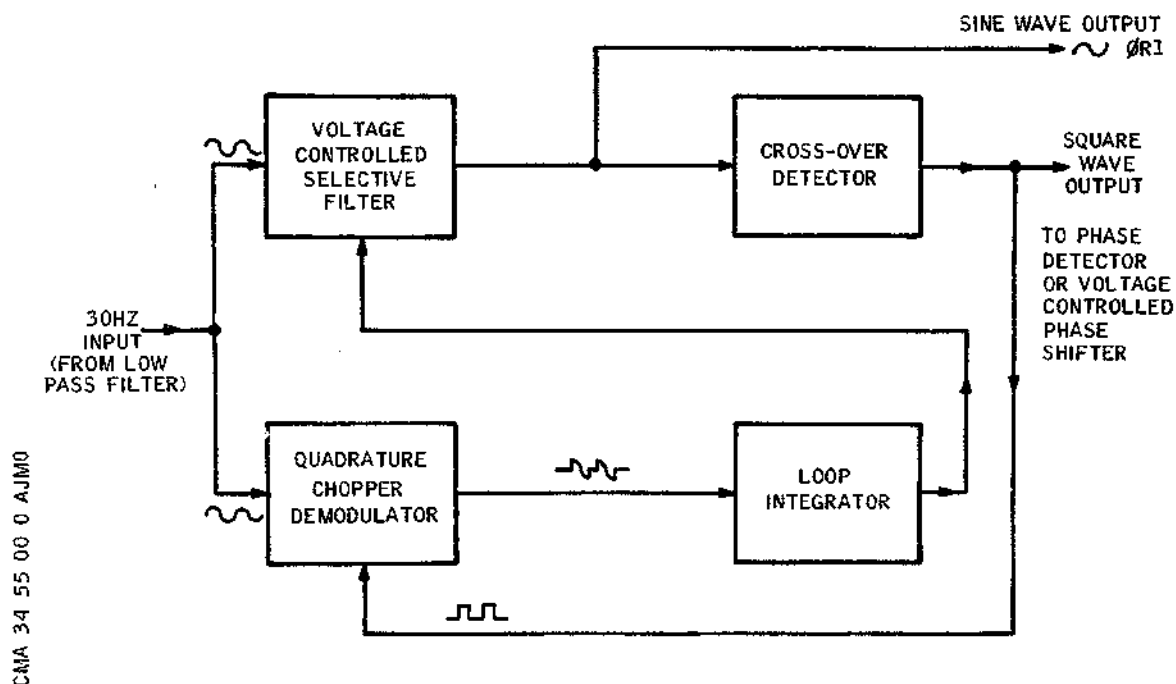 SINE WAVE OUTPUT
ØRI
VOLTAGE
CONTROLLED
SELECTIVE
FILTER
CROSS-OVER
DETECTOR
SQUARE
WAVE
OUTPUT
TO PHASE
DETECTOR
OR VOLTAGE
CONTROLLED
PHASE
SHIFTER
30HZ
INPUT
(FROM LOW
PASS FILTER)
QUADRATURE
CHOPPER
DEMODULATOR
LOOP
INTEGRATOR
CMA 34 55 00 0 AJM0